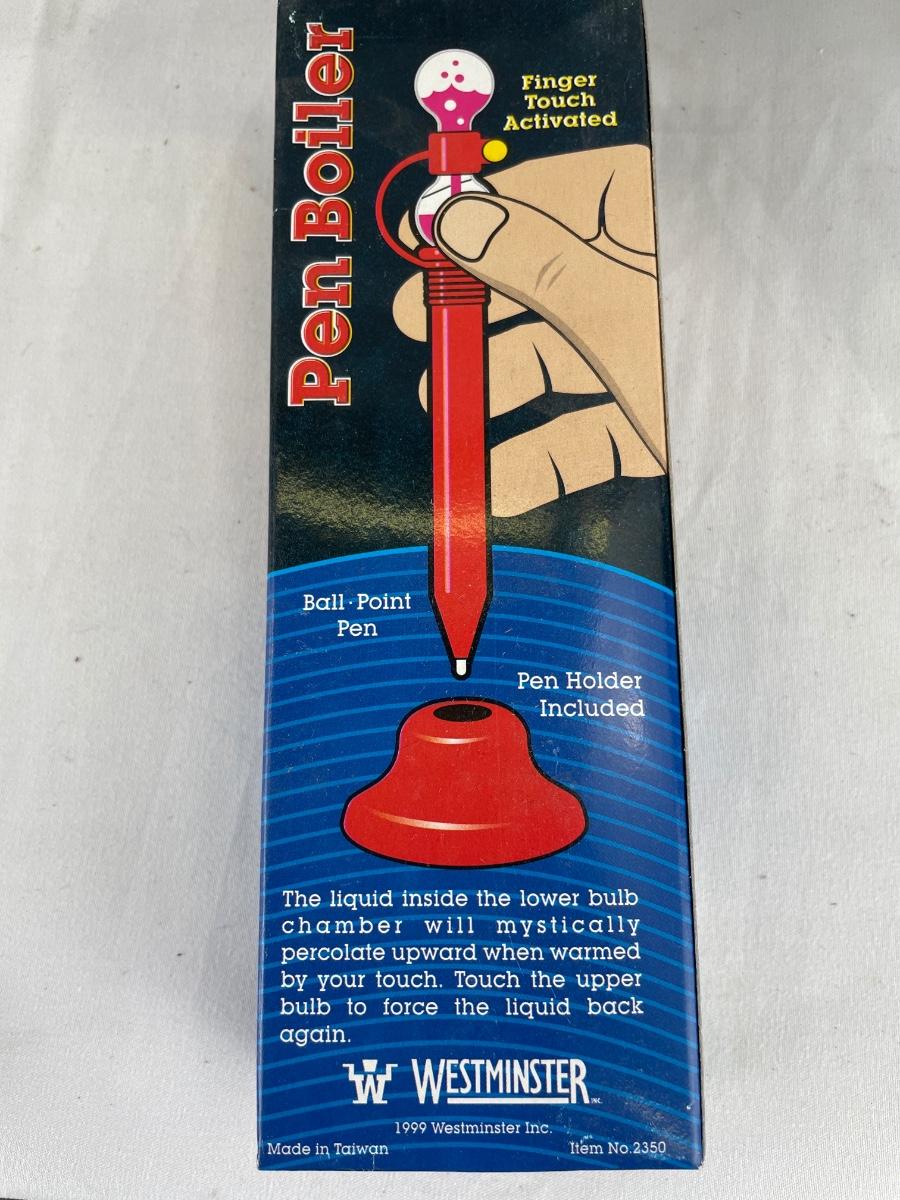 Pen Boiler
Finger
Touch
Activated
Ball·Point
Pen
Pen Holder
Included
The liquid inside the lower bulb
chamber will mystically
percolate upward when warmed
by your touch. Touch the upper
bulb to force the liquid back
again.
W WESTMINSTER INC.
1999 Westminster Inc.
Made in Taiwan
Item No.2350